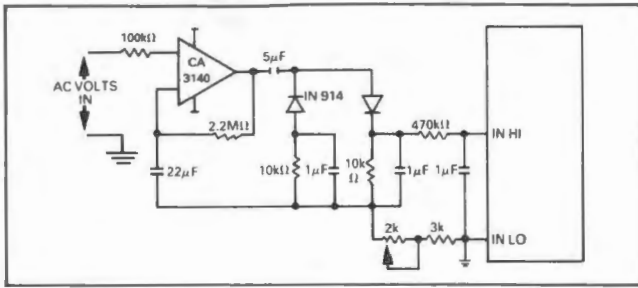 100kΩ
AC VOLTS
IN
CA
3140
5µF
IN 914
2.2MΩ
22µF
10kΩ
1µF
10k
Ω
1µF
470kΩ
1µF
IN HI
2k
3k
IN LO